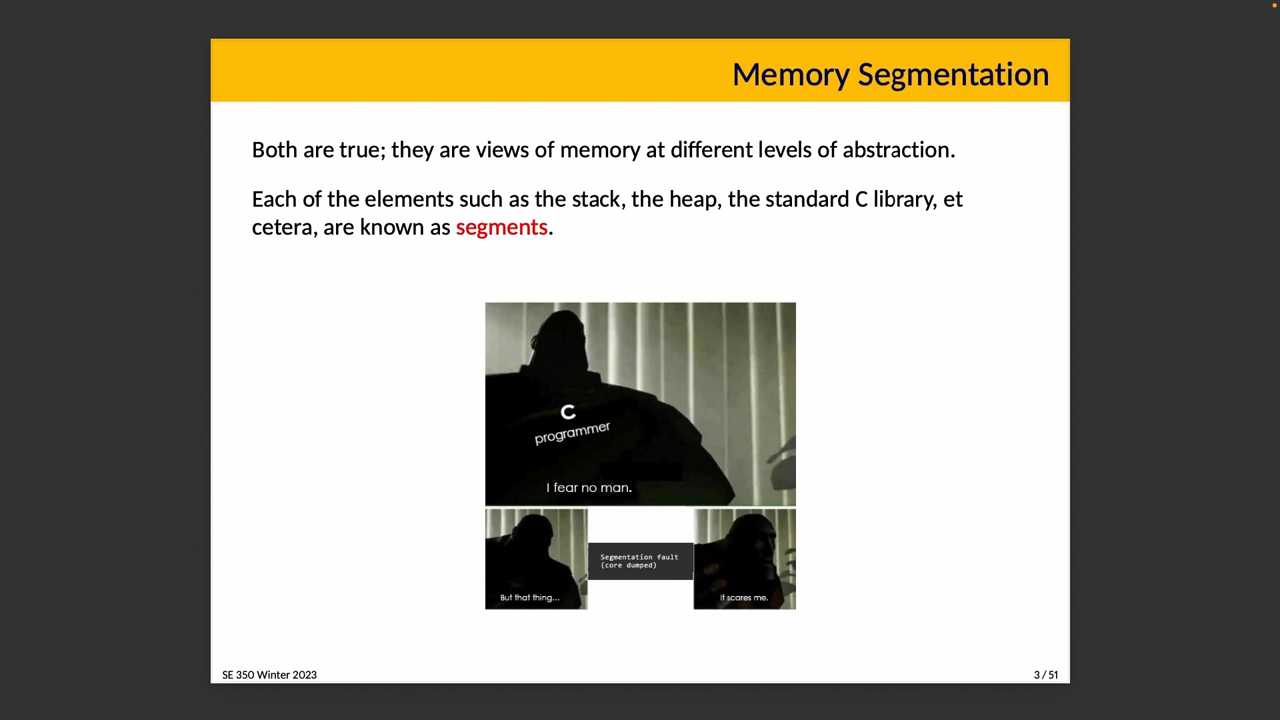 Memory Segmentation
Both are true; they are views of memory at different levels of abstraction.
Each of the elements such as the stack, the heap, the standard C library, et
cetera, are known as segments.
C
programmer
I fear no man.
Segmentation fault
(core dumped)
But that thing...
It scares me.
SE 350 Winter 2023
3 / 51